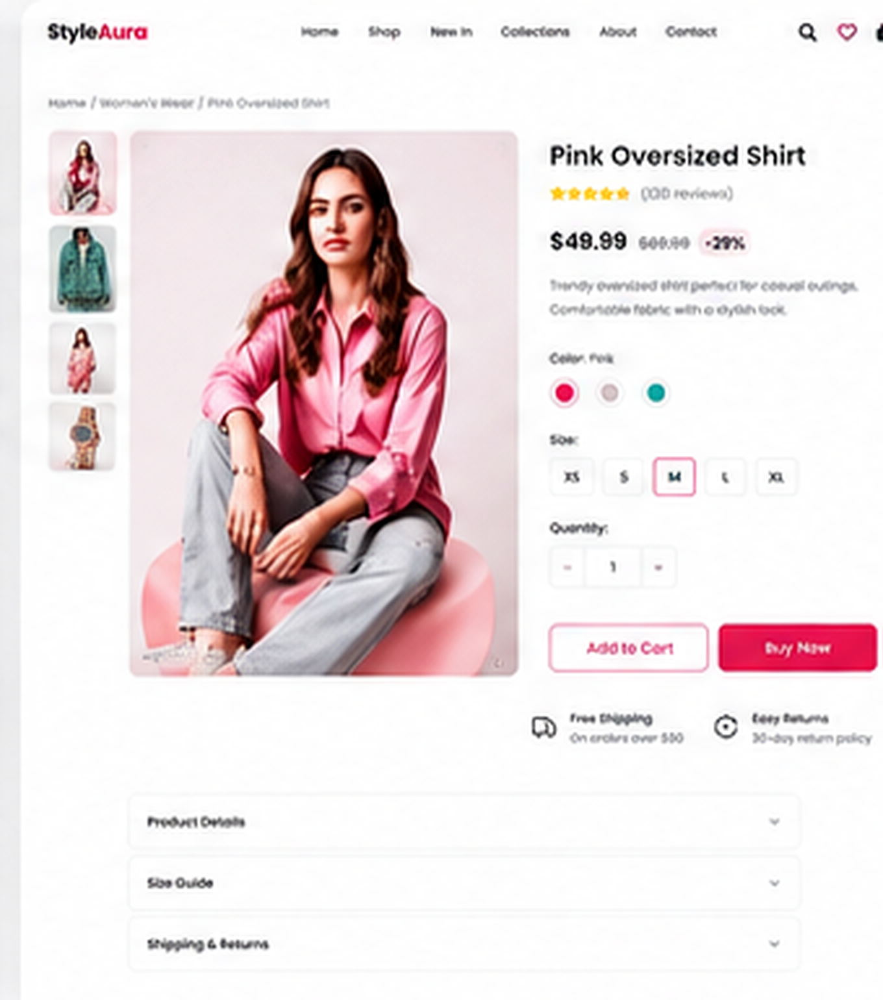 StyleAura
Home Shop New In Collections About Contact
Home / Women's Wear / Pink Oversized Shirt
Pink Oversized Shirt
reviews)
$49.99 -29%
Trendy oversized shirt perfect for casual outings.
Comfortable fabric with a stylish look.
Color: Pink
Size:
XS S M L XL
Quantity:
1
Add to Cart Buy Now
Free Shipping Easy Returns
On orders over $50 30-day return policy
Product Details
Size Guide
Shipping & Returns